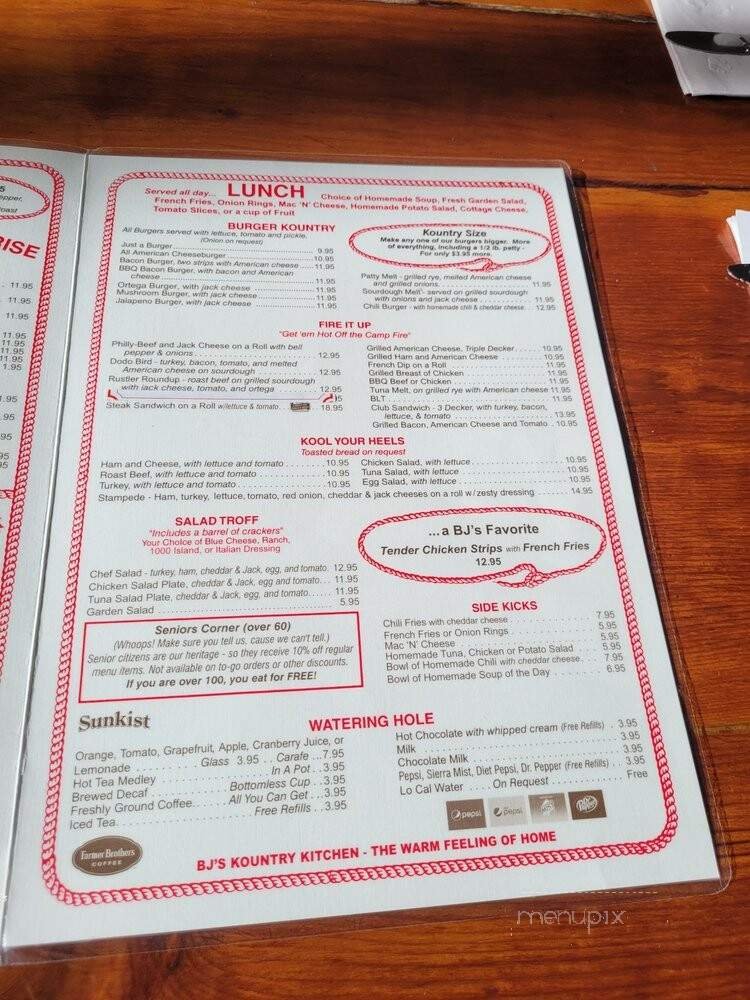 5
epper,
oast
RISE
11.95
11.95
11.95
11.95
11.95
1.95
1.95
.95
.95
95
95
Served all day... LUNCH Choice of Homemade Soup, Fresh Garden Salad,
French Fries, Onion Rings, Mac 'N' Cheese, Homemade Potato Salad, Cottage Cheese,
Tomato Slices, or a cup of Fruit
BURGER KOUNTRY
All Burgers served with lettuce, tomato and pickle.
(Onion on request)
Just a Burger 9.95
All American Cheeseburger 10.95
Bacon Burger, two strips with American cheese 11.95
BBQ Bacon Burger, with bacon and American
cheese 11.95
Ortega Burger, with jack cheese 11.95
Mushroom Burger, with jack cheese 11.95
Jalapeno Burger, with jack cheese 11.95
Kountry Size
Make any one of our burgers bigger. More
of everything, including a 1/2 lb. patty -
For only $3.95 more.
Patty Melt - grilled rye, melted American cheese
and grilled onions 11.95
Sourdough Melt - served on grilled sourdough
with onions and jack cheese 11.95
Chili Burger - with homemade chili & cheddar cheese 12.95
FIRE IT UP
"Get 'em Hot Off the Camp Fire"
Philly-Beef and Jack Cheese on a Roll with bell
pepper & onions 12.95
Dodo Bird - turkey, bacon, tomato, and melted
American cheese on sourdough 12.95
Rustler Roundup - roast beef on grilled sourdough
with jack cheese, tomato, and ortega 12.95
Steak Sandwich on a Roll w/lettuce & tomato 18.95
Grilled American Cheese, Triple Decker 10.95
Grilled Ham and American Cheese 10.95
French Dip on a Roll 11.95
Grilled Breast of Chicken 11.95
BBQ Beef or Chicken 11.95
Tuna Melt, on grilled rye with American cheese 11.95
BLT 11.95
Club Sandwich - 3 Decker, with turkey, bacon,
lettuce, & tomato 13.95
Grilled Bacon, American Cheese and Tomato 10.95
KOOL YOUR HEELS
Toasted bread on request
Ham and Cheese, with lettuce and tomato 10.95
Roast Beef, with lettuce and tomato 10.95
Turkey, with lettuce and tomato 10.95
Chicken Salad, with lettuce 10.95
Tuna Salad, with lettuce 10.95
Egg Salad, with lettuce 10.95
Stampede - Ham, turkey, lettuce, tomato, red onion, cheddar & jack cheeses on a roll w/zesty dressing 14.95
SALAD TROFF
"Includes a barrel of crackers"
Your Choice of Blue Cheese, Ranch,
1000 Island, or Italian Dressing
Chef Salad - turkey, ham, cheddar & Jack, egg, and tomato. 12.95
Chicken Salad Plate, cheddar & Jack, egg and tomato... 11.95
Tuna Salad Plate, cheddar & Jack, egg, and tomato 11.95
Garden Salad 5.95
...a BJ's Favorite
Tender Chicken Strips with French Fries
12.95
Seniors Corner (over 60)
(Whoops! Make sure you tell us, cause we can't tell.)
Senior citizens are our heritage - so they receive 10% off regular
menu items. Not available on to-go orders or other discounts.
If you are over 100, you eat for FREE!
SIDE KICKS
Chili Fries with cheddar cheese 7.95
French Fries or Onion Rings 5.95
Mac 'N' Cheese 5.95
Homemade Tuna, Chicken or Potato Salad 5.95
Bowl of Homemade Chili with cheddar cheese 7.95
Bowl of Homemade Soup of the Day 6.95
Sunkist
WATERING HOLE
Orange, Tomato, Grapefruit, Apple, Cranberry Juice, or
Lemonade Glass 3.95 .. Carafe ...7.95
Hot Tea Medley In A Pot . . 3.95
Brewed Decaf Bottomless Cup . . 3.95
Freshly Ground Coffee All You Can Get . . . 3.95
Iced Tea Free Refills . . 3.95
Hot Chocolate with whipped cream (Free Refills) . 3.95
Milk 3.95
Chocolate Milk 3.95
Pepsi, Sierra Mist, Diet Pepsi, Dr. Pepper (Free Refills) . . 3.95
Lo Cal Water On Request Free
pepsi pepsi Dr Pepper
Farmer Brothers
COFFEE
BJ'S KOUNTRY KITCHEN - THE WARM FEELING OF HOME
menupix